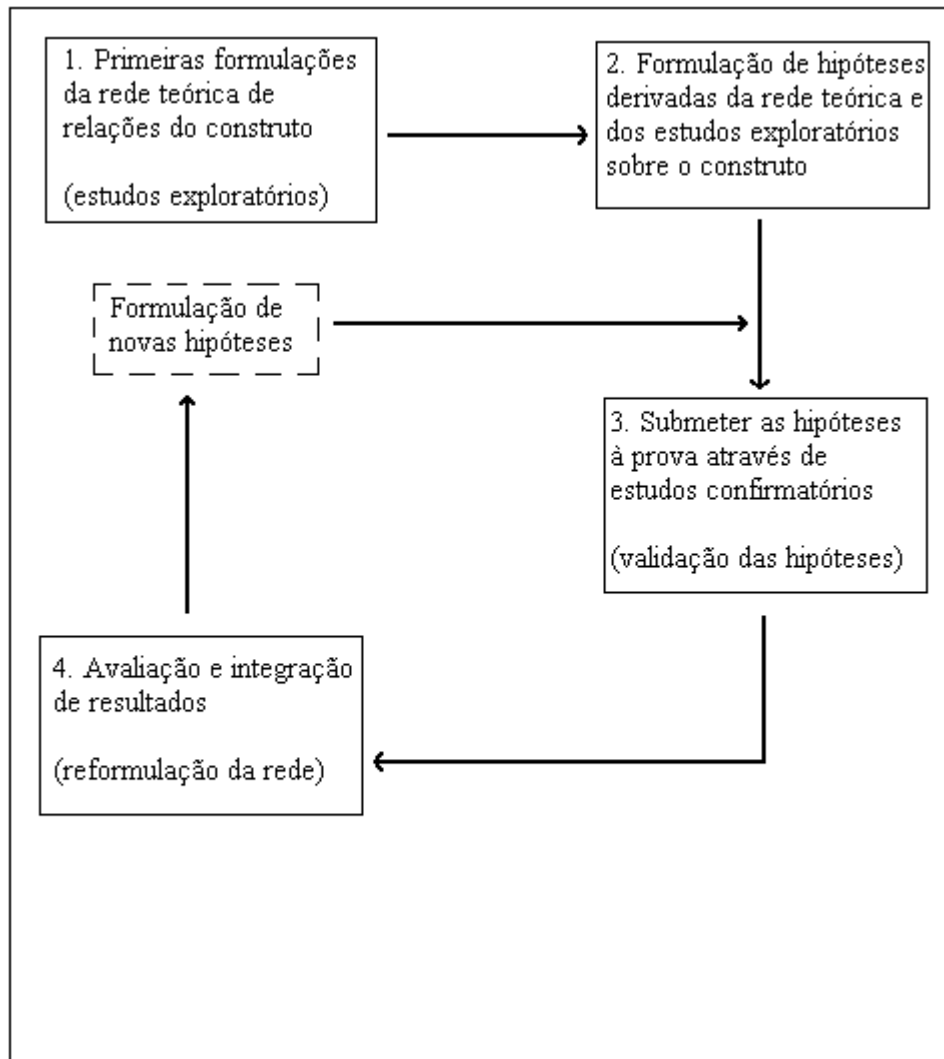 1. Primeiras formulações
da rede teórica de
relações do construto
(estudos exploratórios)
2. Formulação de hipóteses
derivadas da rede teórica e
dos estudos exploratórios
sobre o construto
Formulação de
novas hipóteses
3. Submeter as hipóteses
à prova através de
estudos confirmatórios
(validação das hipóteses)
4. Avaliação e integração
de resultados
(reformulação da rede)